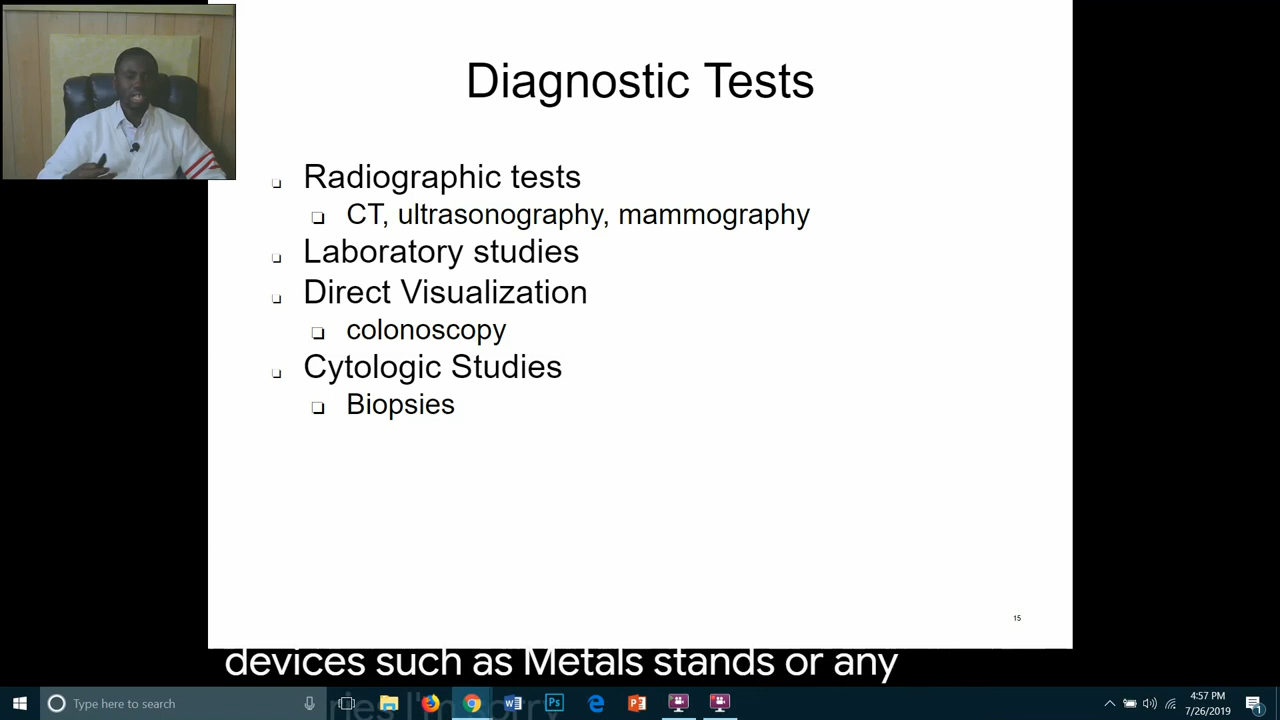 Diagnostic Tests
❏ Radiographic tests
❏ CT, ultrasonography, mammography
❏ Laboratory studies
❏ Direct Visualization
❏ colonoscopy
❏ Cytologic Studies
❏ Biopsies
15
devices such as Metals stands or any
Type here to search
4:57 PM
7/26/2019